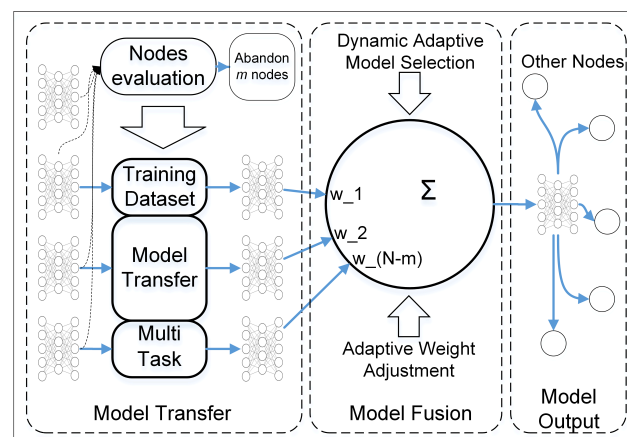 Nodes
evaluation
Abandon
m nodes
Training
Dataset
Model
Transfer
Multi
Task
Model Transfer
Dynamic Adaptive
Model Selection
Σ
w_1
w_2
w_(N-m)
Adaptive Weight
Adjustment
Model Fusion
Other Nodes
Model
Output